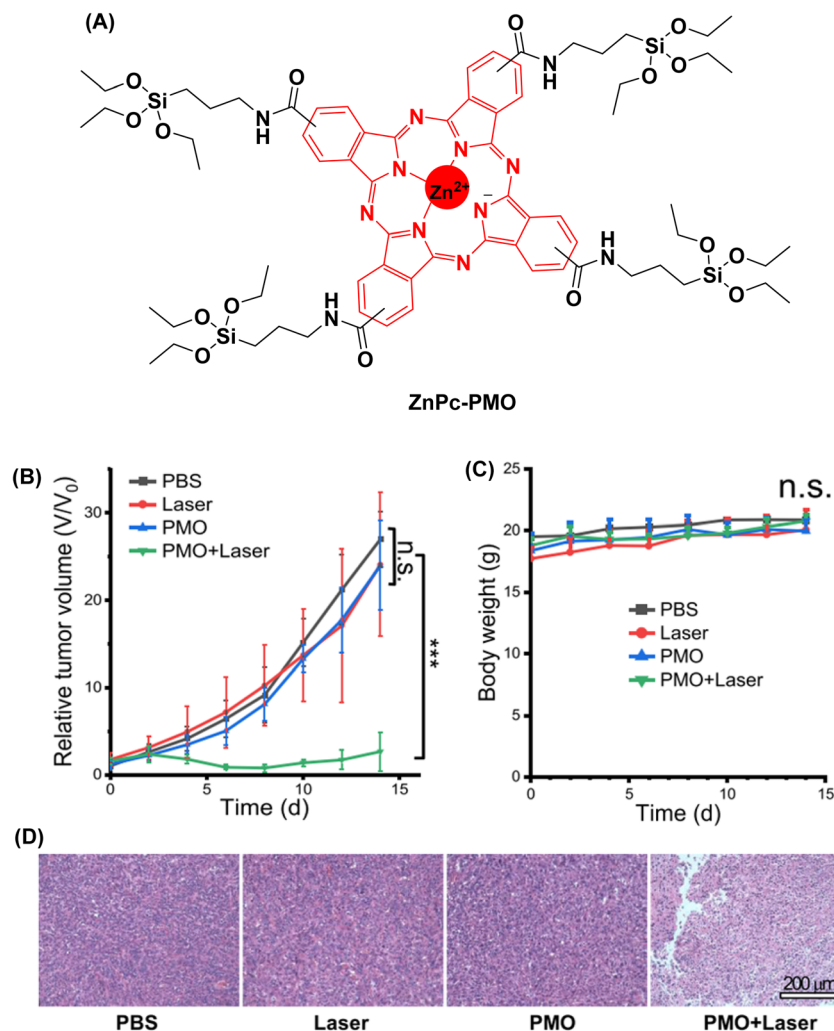 (A)
O
Si
O
O
N
H
O
O
N
H
Si
O
O
O
N
N
N
N
Zn2+
N
N
N
N
−
O
O
Si
O
H
N
O
O
H
N
Si
O
O
O
ZnPc-PMO
(B)
Relative tumor volume (V/V0)
30
20
10
0
0
5
10
15
Time (d)
PBS
Laser
PMO
PMO+Laser
n.s.
***
(C)
Body weight (g)
25
20
15
10
5
0
0
5
10
15
Time (d)
n.s.
PBS
Laser
PMO
PMO+Laser
(D)
200 μm
PBS
Laser
PMO
PMO+Laser